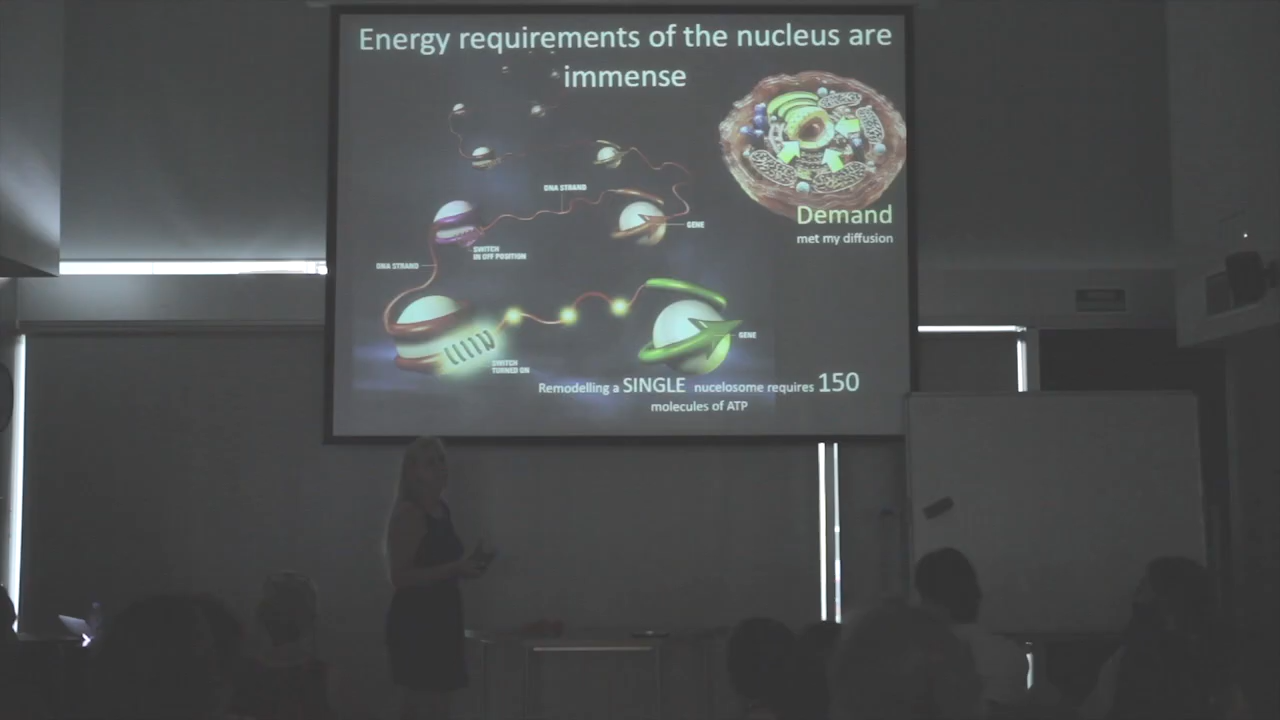 Energy requirements of the nucleus are
immense
DNA STRAND
GENE
SWITCH
IN OFF POSITION
DNA STRAND
Demand
met my diffusion
GENE
SWITCH
TURNED ON
Remodelling a SINGLE nucelosome requires 150
molecules of ATP